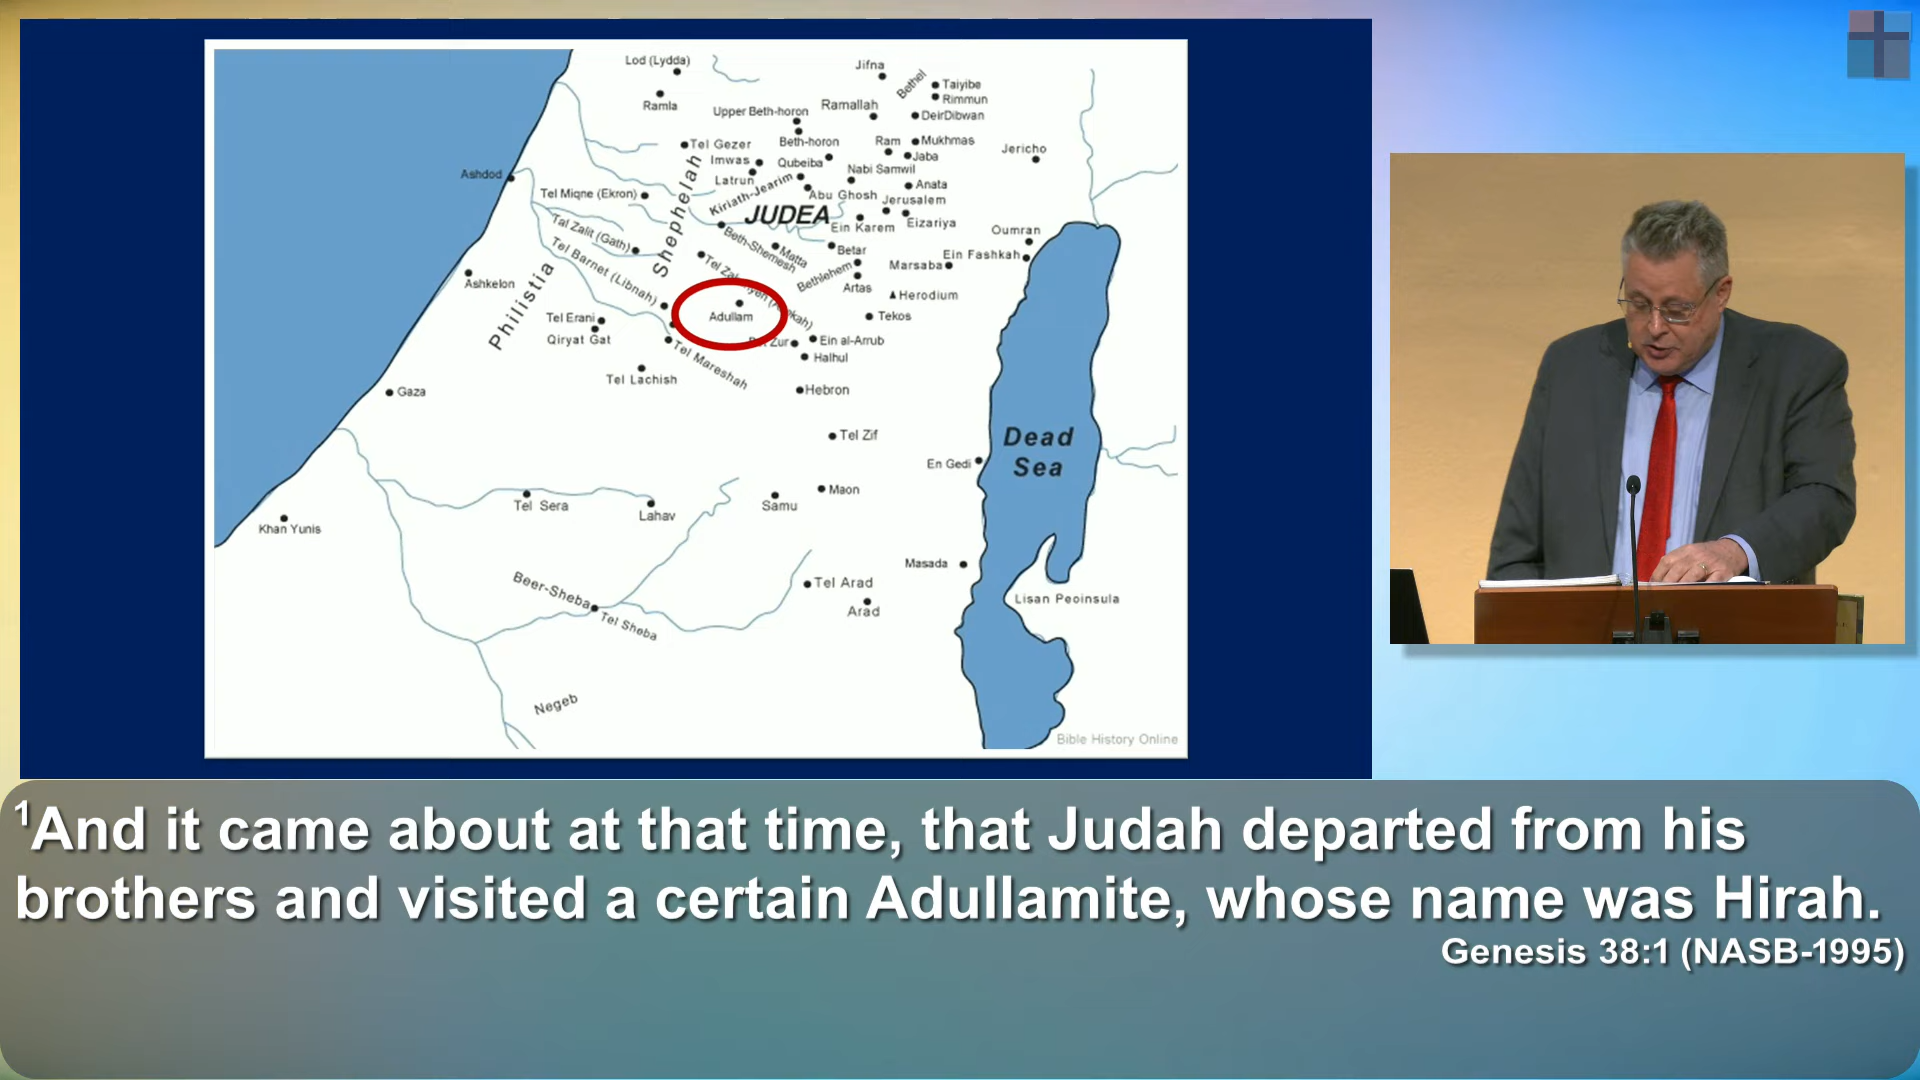 Lod (Lydda)
Jifna
Bethel
Taiyibe
Rimmun
Ramla
Upper Beth-horon
Ramallah
DeirDibwan
Tel Gezer
Beth-horon
Ram
Mukhmas
Jericho
Imwas
Qubeiba
Jaba
Latrun
Nabi Samwil
Ashdod
Shephelah
Kiriath-Jearim
Abu Ghosh
Anata
Tel Miqne (Ekron)
JUDEA
Jerusalem
Tal Zalit (Gath)
Ein Karem
Eizariya
Oumran
Tel Barnet (Libnah)
Beth-Shemesh
Matta
Betar
Ein Fashkah
Bethlehem
Marsaba
Ashkelon
Philistia
Artas
Herodium
Adullam
Tekos
Tel Erani
Qiryat Gat
Zur
Ein al-Arrub
Halhul
Tel Mareshah
Tel Lachish
Hebron
Gaza
Tel Zif
Dead
Sea
En Gedi
Maon
Samu
Tel Sera
Lahav
Khan Yunis
Masada
Beer-Sheba
Tel Arad
Arad
Lisan Peoinsula
Tel Sheba
Negeb
Bible History Online
1And it came about at that time, that Judah departed from his
brothers and visited a certain Adullamite, whose name was Hirah.
Genesis 38:1 (NASB-1995)